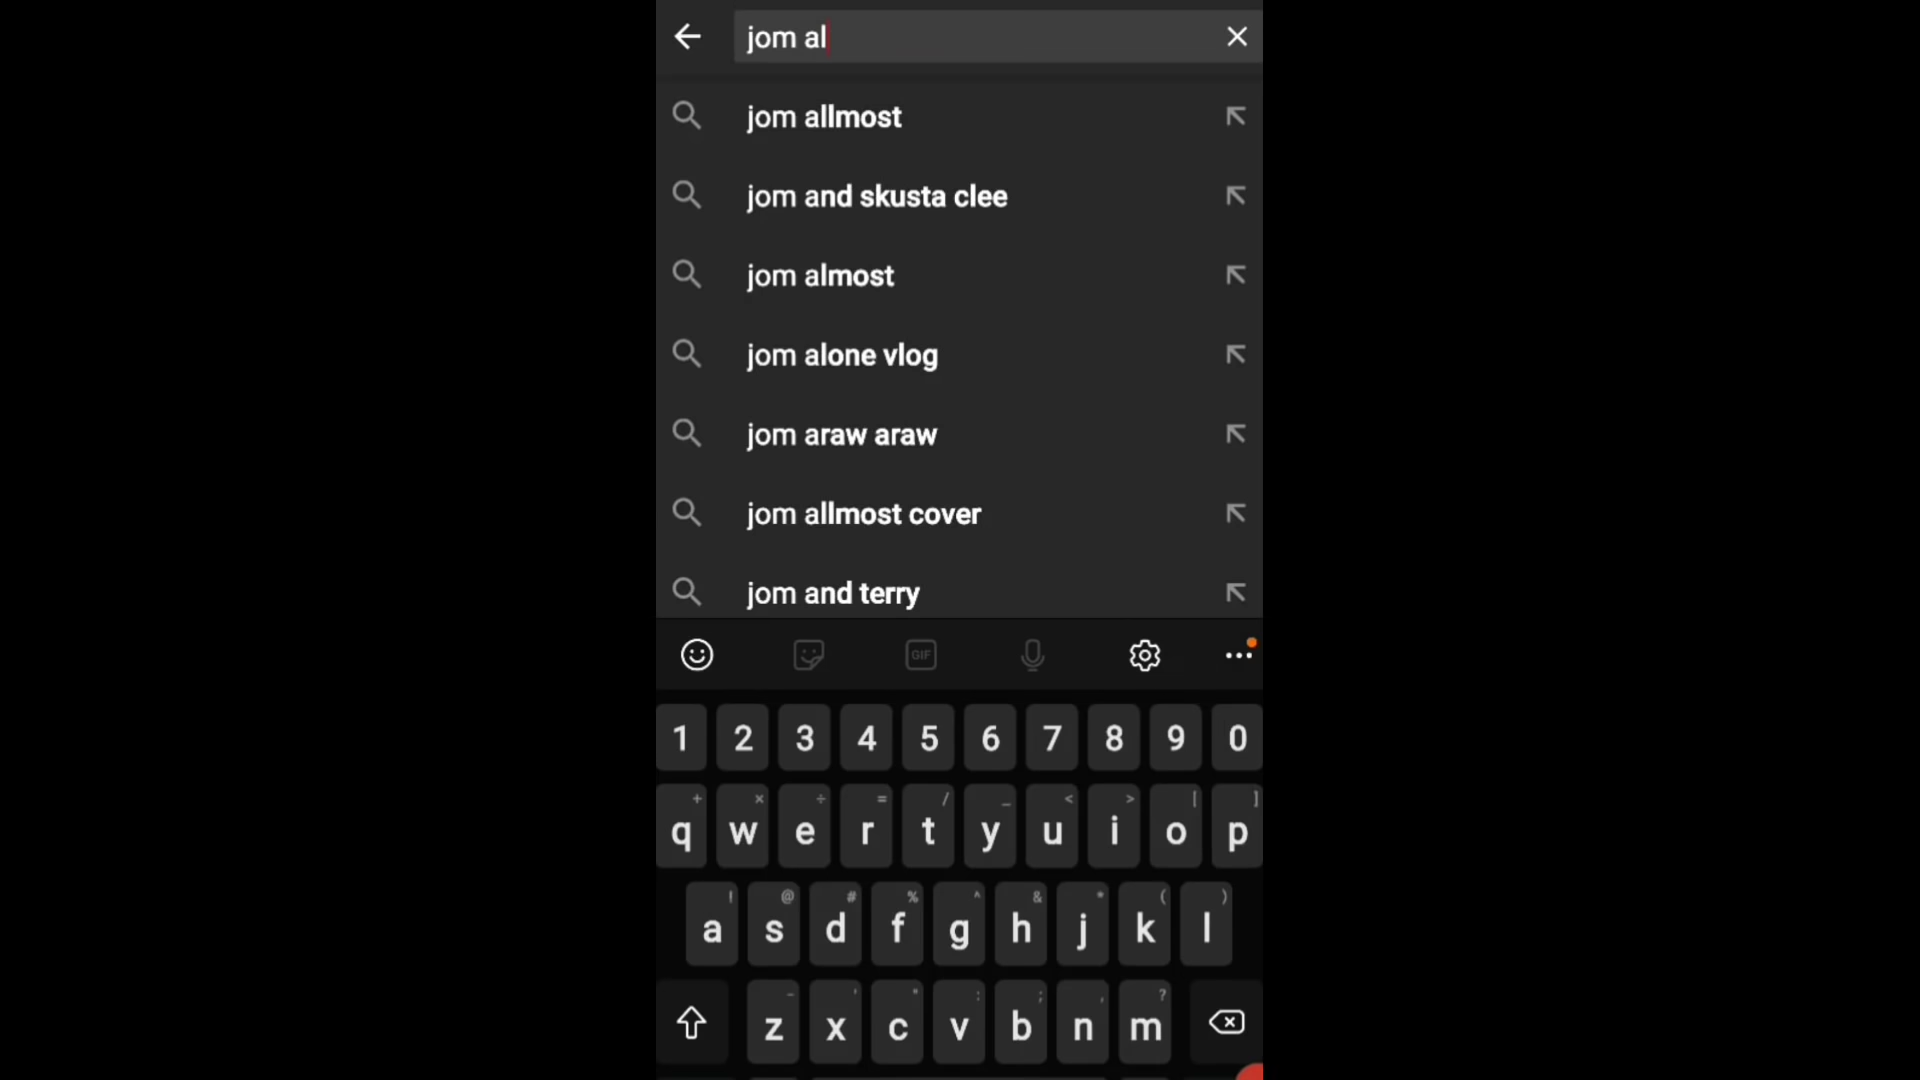 jom al
jom allmost
jom and skusta clee
jom almost
jom alone vlog
jom araw araw
jom allmost cover
jom and terry
GIF
1 2 3 4 5 6 7 8 9 0
+ × ÷ = / _ < > [ ]
q w e r t y u i o p
! @ # % ^ & * ( )
a s d f g h j k l
- ' " : ; , ?
z x c v b n m